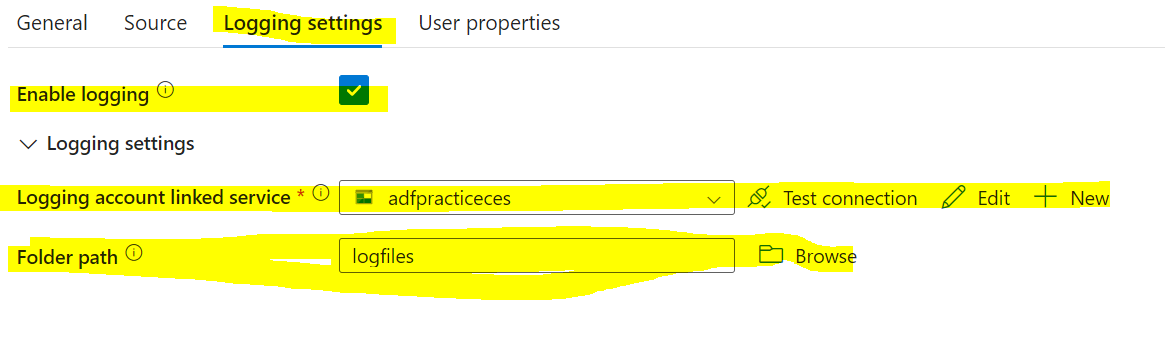 General Source Logging settings User properties
Enable logging
Logging settings
Logging account linked service * adfpracticeces Test connection Edit New
Folder path logfiles Browse